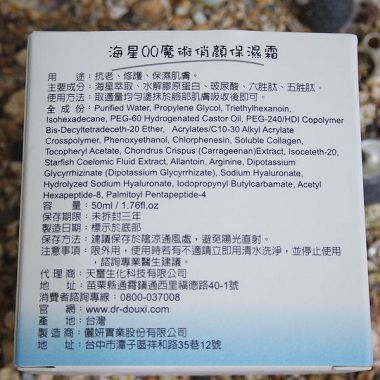 海星QQ魔術俏顏保濕霜
用　　途：抗老、修護、保濕肌膚。
主要成分：海星萃取、水解膠原蛋白、玻尿酸、六胜肽、五胜肽。
使用方法：取適量均勻塗抹於臉部肌膚吸收後即可。
全 成 份：Purified Water, Propylene Glycol, Triethylhexanoin,
Isohexadecane, PEG-60 Hydrogenated Castor Oil, PEG-240/HDI Copolymer
Bis-Decyltetradeceth-20 Ether, Acrylates/C10-30 Alkyl Acrylate
Crosspolymer, Phenoxyethanol, Chlorphenesin, Soluble Collagen,
Tocopheryl Acetate, Chondrus Crispus (Carrageenan)Extract, Isoceteth-20,
Starfish Coelomic Fluid Extract, Allantoin, Arginine, Dipotassium
Glycyrrhizinate (Dipotassium Glycyrrhizate), Sodium Hyaluronate,
Hydrolyzed Sodium Hyaluronate, Iodopropynyl Butylcarbamate, Acetyl
Hexapeptide-8, Palmitoyl Pentapeptide-4
容　　量：50ml / 1.76fl.oz
保存期限：未拆封三年
製造日期：標示於底部
保存方法：建議保存於陰涼通風處，避免陽光直射。
注意事項：限外用，使用時若有不適請立即用清水洗淨，並停止使用
，諮詢專業醫生建議。
代 理 商：天璽生化科技有限公司
地　　址：苗栗縣通霄鎮通西里福德路40-1號
消費者諮詢專線：0800-037008
官　　網：www.dr-douxi.com
產　　地：台灣
製 造 商：儷妍實業股份有限公司
地　　址：台中市潭子區祥和路35巷12號